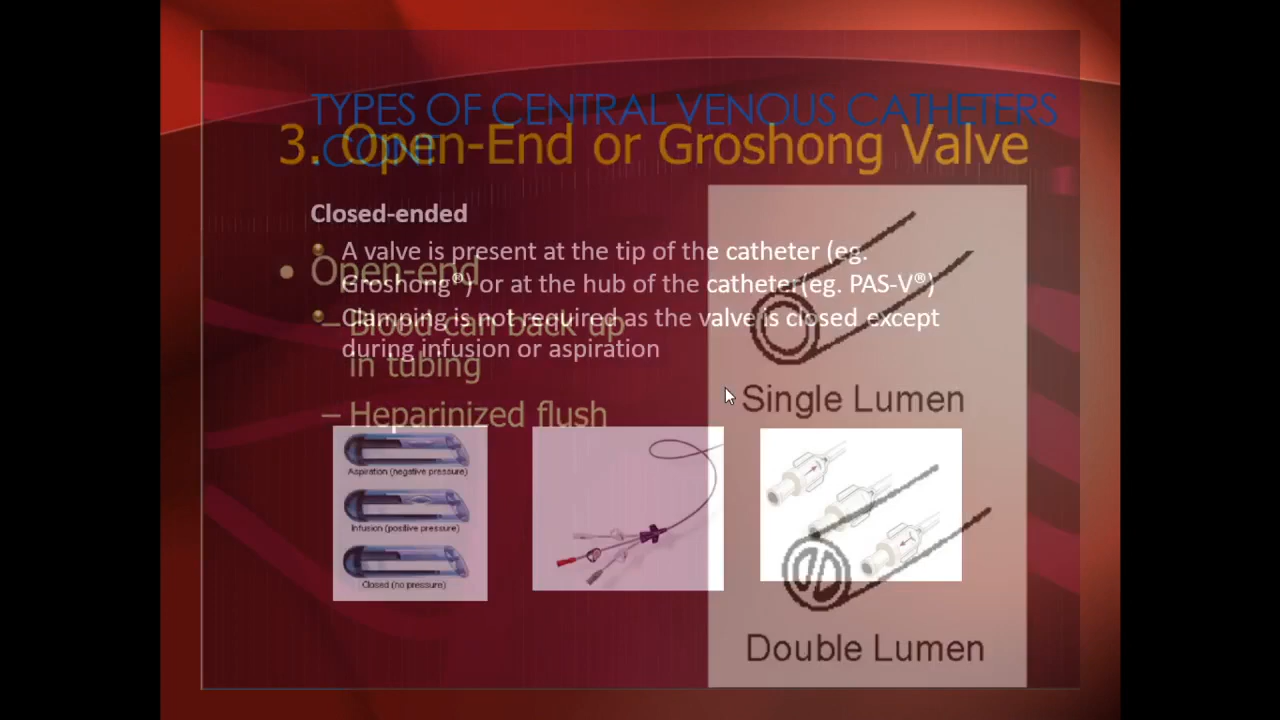 TYPES OF CENTRAL VENOUS CATHETERS
.CONT
3. Open-End or Groshong Valve
Closed-ended
A valve is present at the tip of the catheter (eg.
Groshong®) or at the hub of the catheter(eg. PAS-V®)
Clamping is not required as the valve is closed except
during infusion or aspiration
• Open-end
– Blood can back up
in tubing
– Heparinized flush
Single Lumen
Aspiration (negative pressure)
Infusion (positive pressure)
Closed (no pressure)
Double Lumen